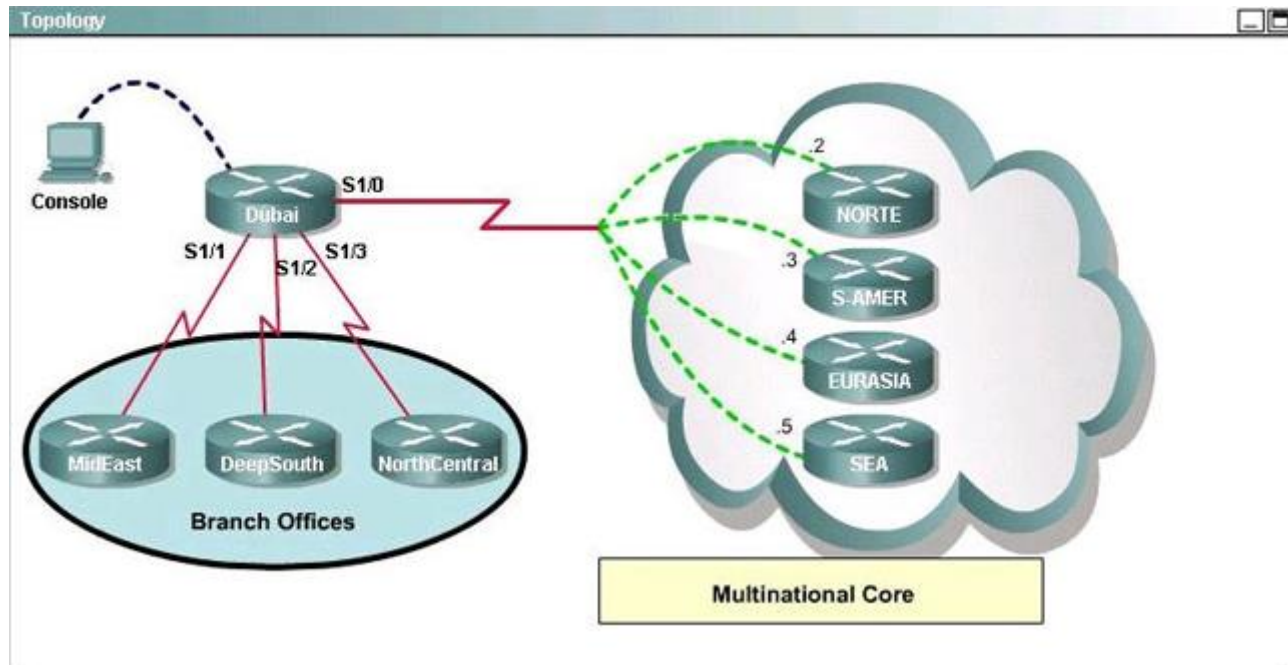 Topology
Console
Dubai
S1/0
S1/1
S1/2
S1/3
MidEast
DeepSouth
NorthCentral
Branch Offices
.2
NORTE
.3
S-AMER
.4
EURASIA
.5
SEA
Multinational Core